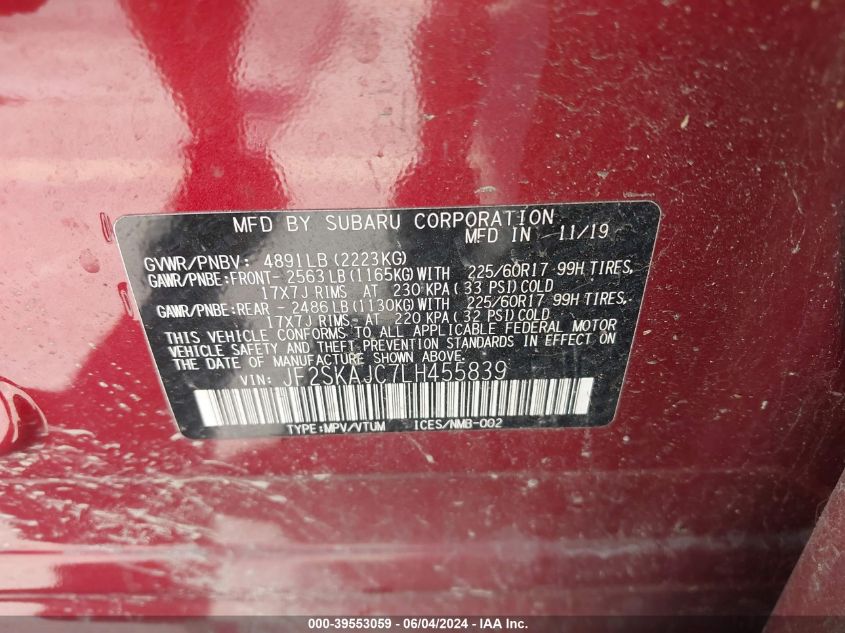 MFD BY SUBARU CORPORATION
MFD IN 11/19
GVWR/PNBV: 4891LB (2223KG)
GAWR/PNBE:FRONT-2563LB(1165KG)WITH 225/60R17 99H TIRES,
17X7J RIMS AT 230 KPA(33 PSI)COLD
GAWR/PNBE:REAR -2486LB(1130KG)WITH 225/60R17 99H TIRES,
17X7J RIMS AT 220 KPA(32 PSI)COLD
THIS VEHICLE CONFORMS TO ALL APPLICABLE FEDERAL MOTOR
VEHICLE SAFETY AND THEFT PREVENTION STANDARDS IN EFFECT ON
THE DATE OF MANUFACTURE SHOWN ABOVE.
VIN: JF2SKAJC7LH455839
TYPE:MPV/VTUM ICES/NMB-002
000-39553059 - 06/04/2024 - IAA Inc.